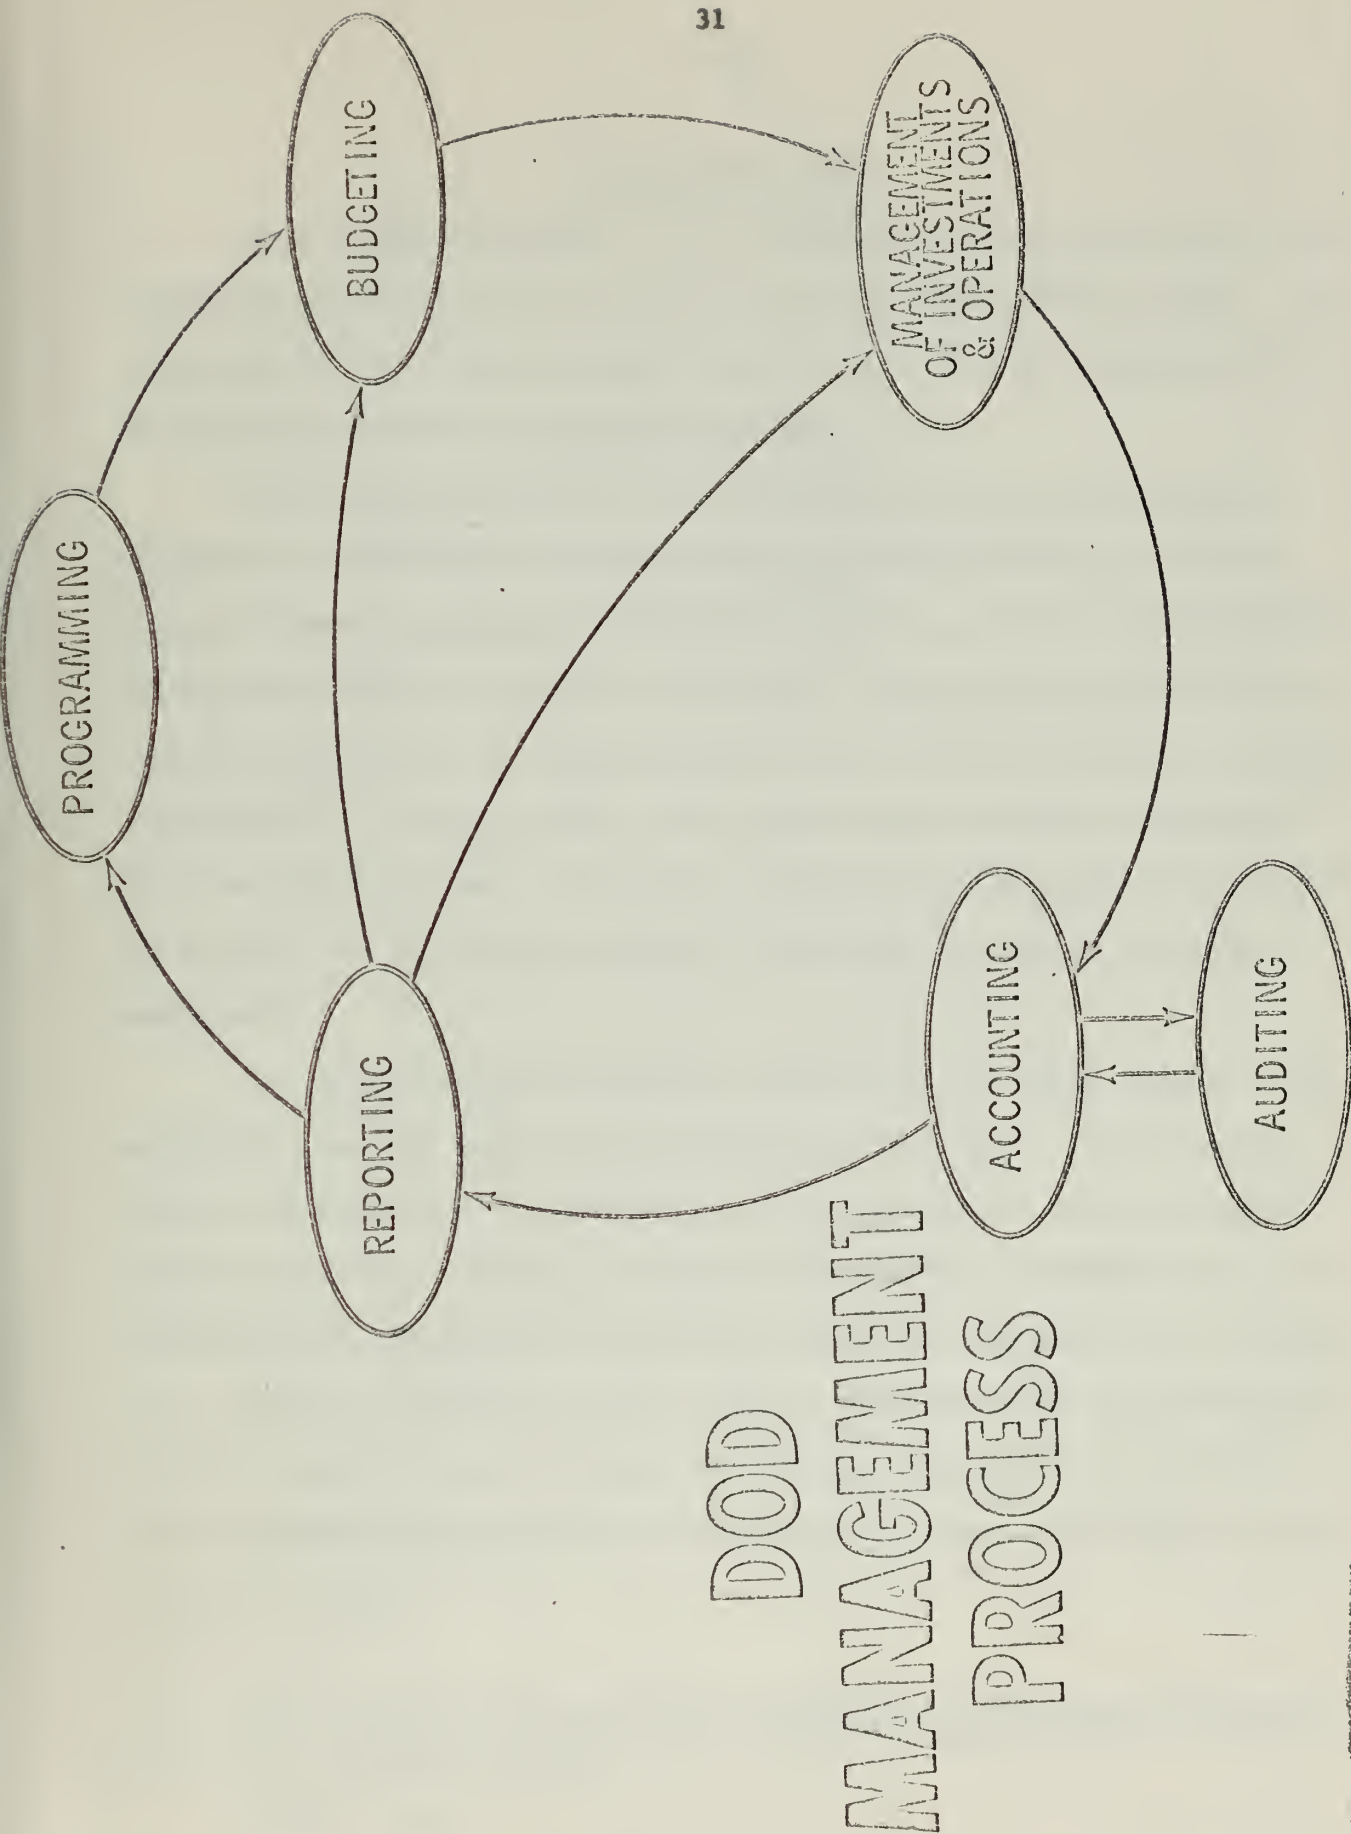 31
PROGRAMMING
BUDGETING
REPORTING
MANAGEMENT
OF INVESTMENTS
& OPERATIONS
ACCOUNTING
AUDITING
DOD
MANAGEMENT
PROCESS